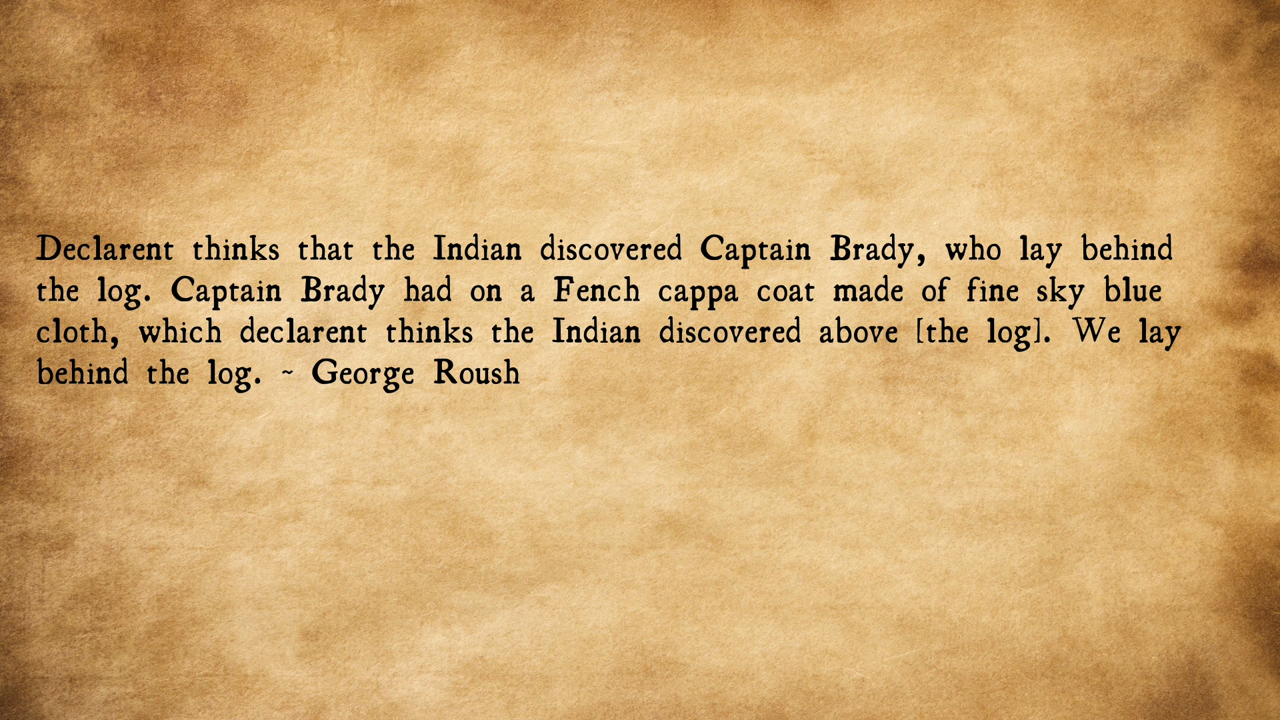 Declarent thinks that the Indian discovered Captain Brady, who lay behind
the log. Captain Brady had on a Fench cappa coat made of fine sky blue
cloth, which declarent thinks the Indian discovered above [the log]. We lay
behind the log. ~ George Roush